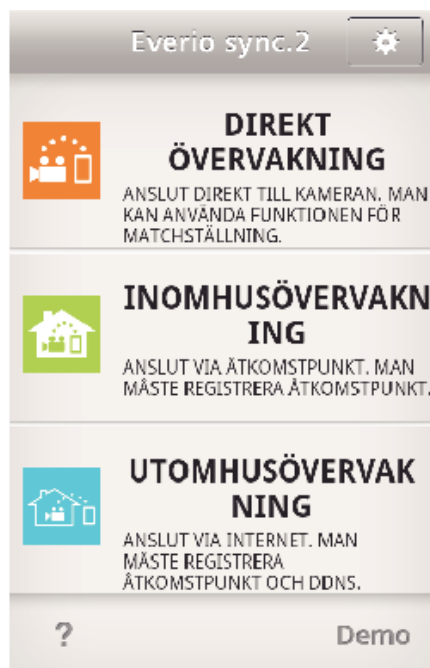 Everio sync.2
DIREKT
ÖVERVAKNING
ANSLUT DIREKT TILL KAMERAN. MAN
KAN ANVÄNDA FUNKTIONEN FÖR
MATCHSTÄLLNING.
INOMHUSÖVERVAKN
ING
ANSLUT VIA ÅTKOMSTPUNKT. MAN
MÅSTE REGISTRERA ÅTKOMSTPUNKT.
UTOMHUSÖVERVAK
NING
ANSLUT VIA INTERNET. MAN
MÅSTE REGISTRERA
ÅTKOMSTPUNKT OCH DDNS.
? Demo